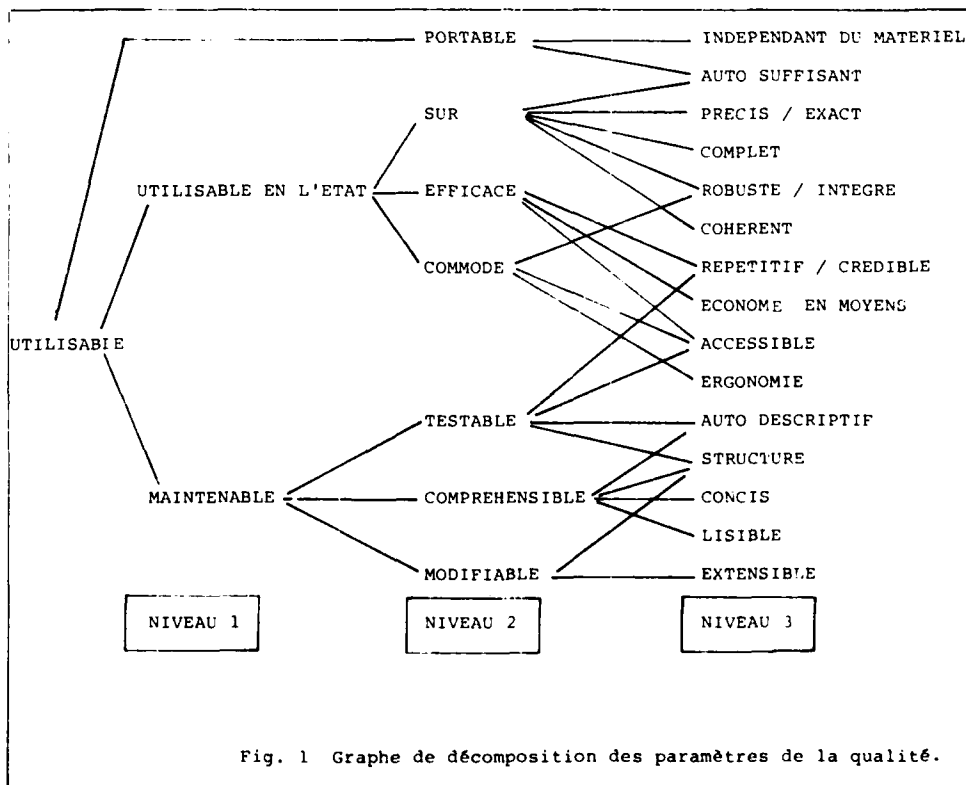 PORTABLE INDEPENDANT DU MATERIEL
AUTO SUFFISANT
SUR PRECIS / EXACT
COMPLET
UTILISABLE EN L'ETAT EFFICACE ROBUSTE / INTEGRE
COHERENT
COMMODE REPETITIF / CREDIBLE
ECONOME EN MOYENS
UTILISABLE ACCESSIBLE
ERGONOMIE
TESTABLE AUTO DESCRIPTIF
STRUCTURE
MAINTENABLE COMPREHENSIBLE CONCIS
LISIBLE
MODIFIABLE EXTENSIBLE
NIVEAU 1 NIVEAU 2 NIVEAU 3
Fig. 1 Graphe de décomposition des paramètres de la qualité.